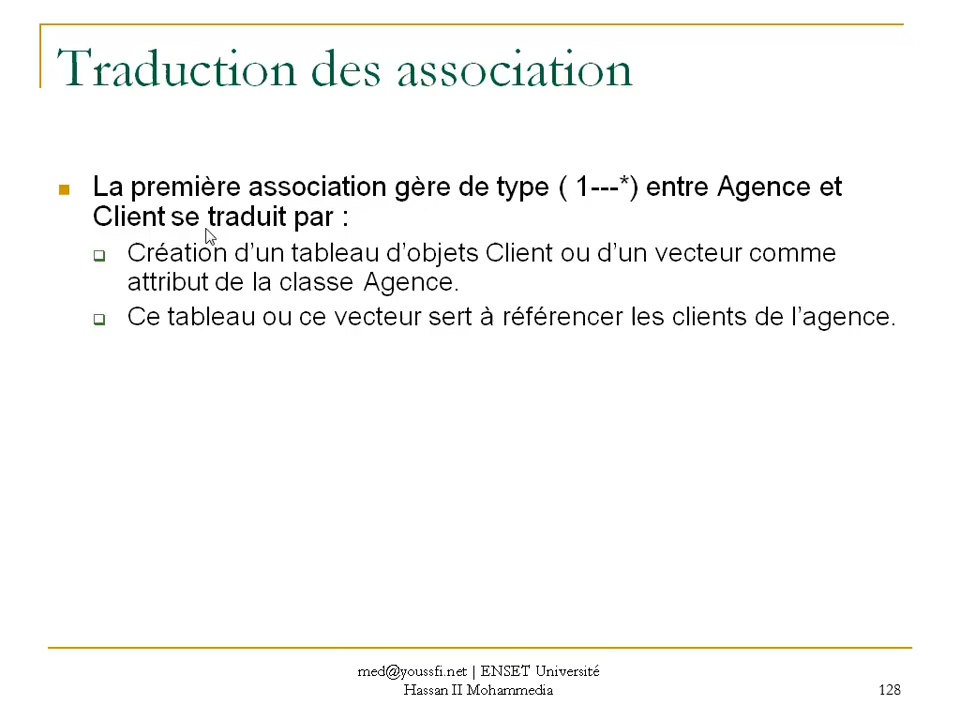 Traduction des association
La première association gère de type ( 1---*) entre Agence et
Client se traduit par :
Création d'un tableau d'objets Client ou d'un vecteur comme
attribut de la classe Agence.
Ce tableau ou ce vecteur sert à référencer les clients de l'agence.
med@youssfi.net | ENSET Université
Hassan II Mohammedia
128